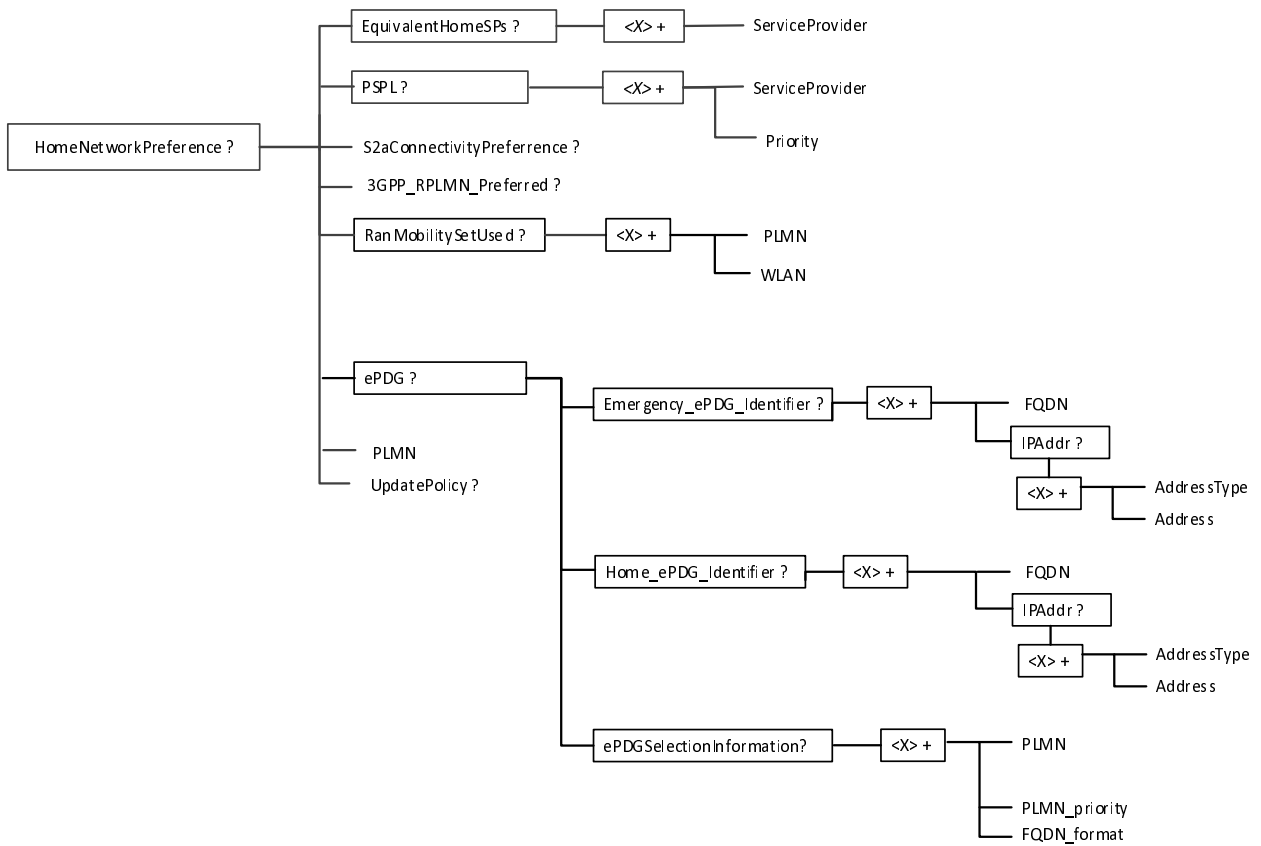 EquivalentHomeSPs ? <X> + ServiceProvider
PSPL ? <X> + ServiceProvider
Priority
HomeNetworkPreference ? S2aConnectivityPreferrence ?
3GPP_RPLMN_Preferred ?
RanMobilitySetUsed ? <X> + PLMN
WLAN
ePDG ?
Emergency_ePDG_Identifier ? <X> + FQDN
IPAddr ?
PLMN
UpdatePolicy ? <X> + AddressType
Address
Home_ePDG_Identifier ? <X> + FQDN
IPAddr ?
<X> + AddressType
Address
ePDGSelectionInformation? <X> + PLMN
PLMN_priority
FQDN_format